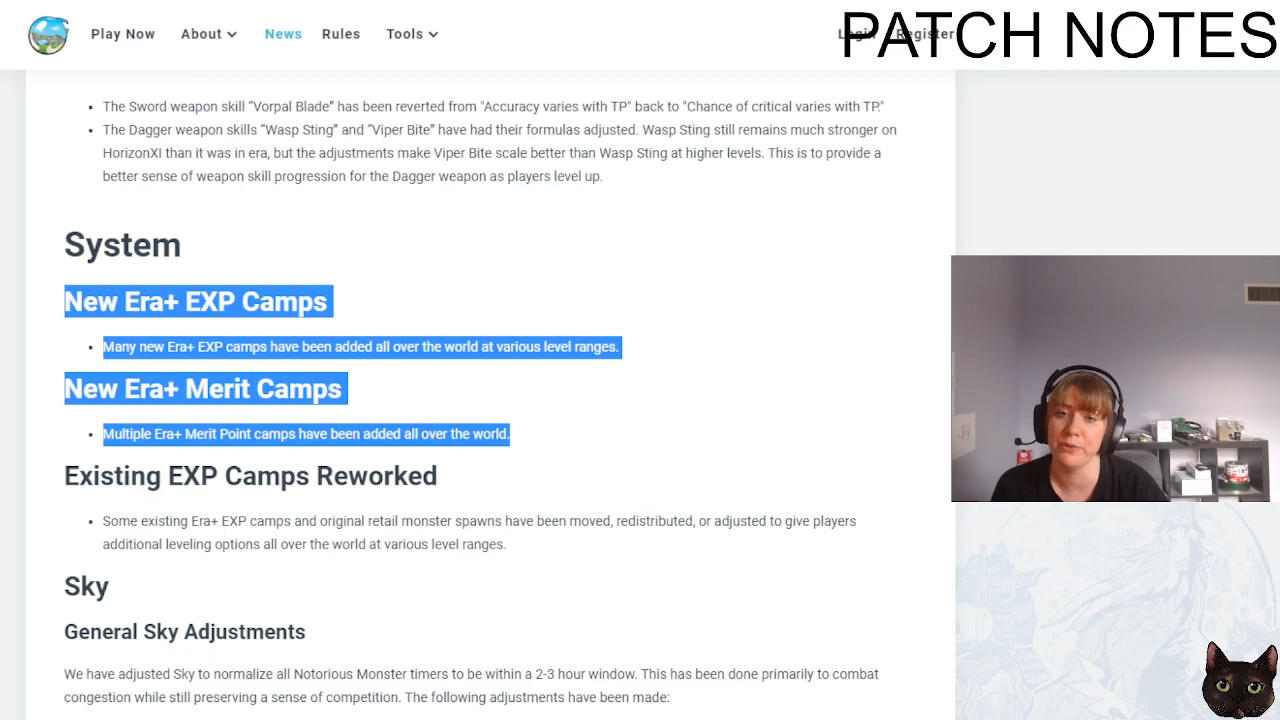 PATCH NOTES
Play Now About News Rules Tools Login Register
The Sword weapon skill “Vorpal Blade” has been reverted from "Accuracy varies with TP" back to "Chance of critical varies with TP."
The Dagger weapon skills “Wasp Sting” and “Viper Bite” have had their formulas adjusted. Wasp Sting still remains much stronger on
HorizonXI than it was in era, but the adjustments make Viper Bite scale better than Wasp Sting at higher levels. This is to provide a
better sense of weapon skill progression for the Dagger weapon as players level up.
System
New Era+ EXP Camps
Many new Era+ EXP camps have been added all over the world at various level ranges.
New Era+ Merit Camps
Multiple Era+ Merit Point camps have been added all over the world.
Existing EXP Camps Reworked
Some existing Era+ EXP camps and original retail monster spawns have been moved, redistributed, or adjusted to give players
additional leveling options all over the world at various level ranges.
Sky
General Sky Adjustments
We have adjusted Sky to normalize all Notorious Monster timers to be within a 2-3 hour window. This has been done primarily to combat
congestion while still preserving a sense of competition. The following adjustments have been made: